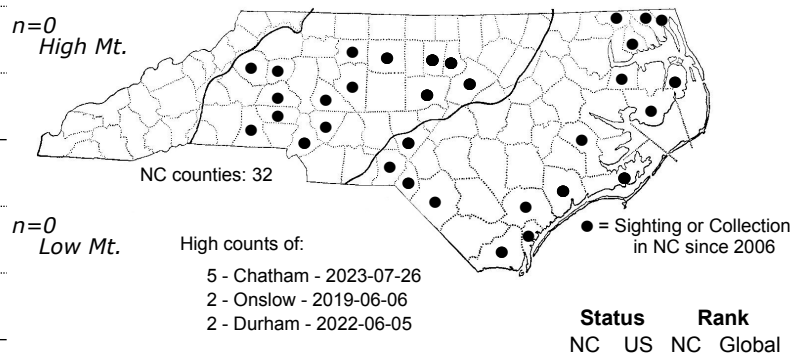 n=0
High Mt.
NC counties: 32
n=0
Low Mt.
High counts of:
5 - Chatham - 2023-07-26
2 - Onslow - 2019-06-06
2 - Durham - 2022-06-05
= Sighting or Collection
in NC since 2006
Status Rank
NC US NC Global